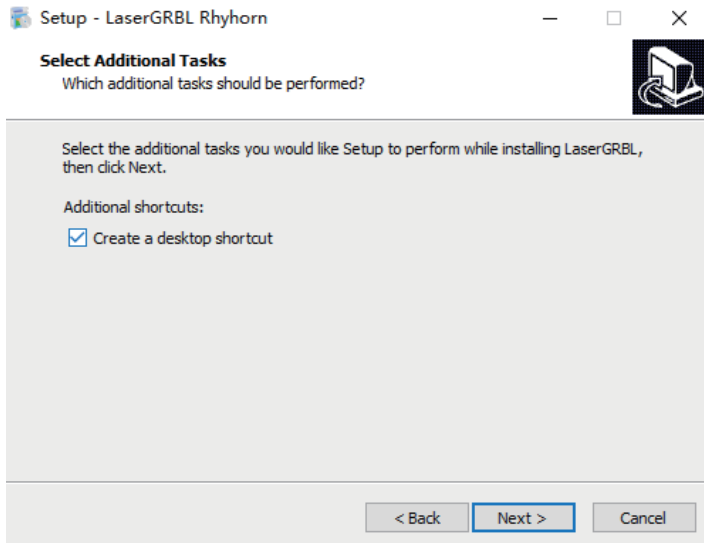 Setup - LaserGRBL Rhyhorn
Select Additional Tasks
Which additional tasks should be performed?
Select the additional tasks you would like Setup to perform while installing LaserGRBL,
then click Next.
Additional shortcuts:
Create a desktop shortcut
< Back
Next >
Cancel